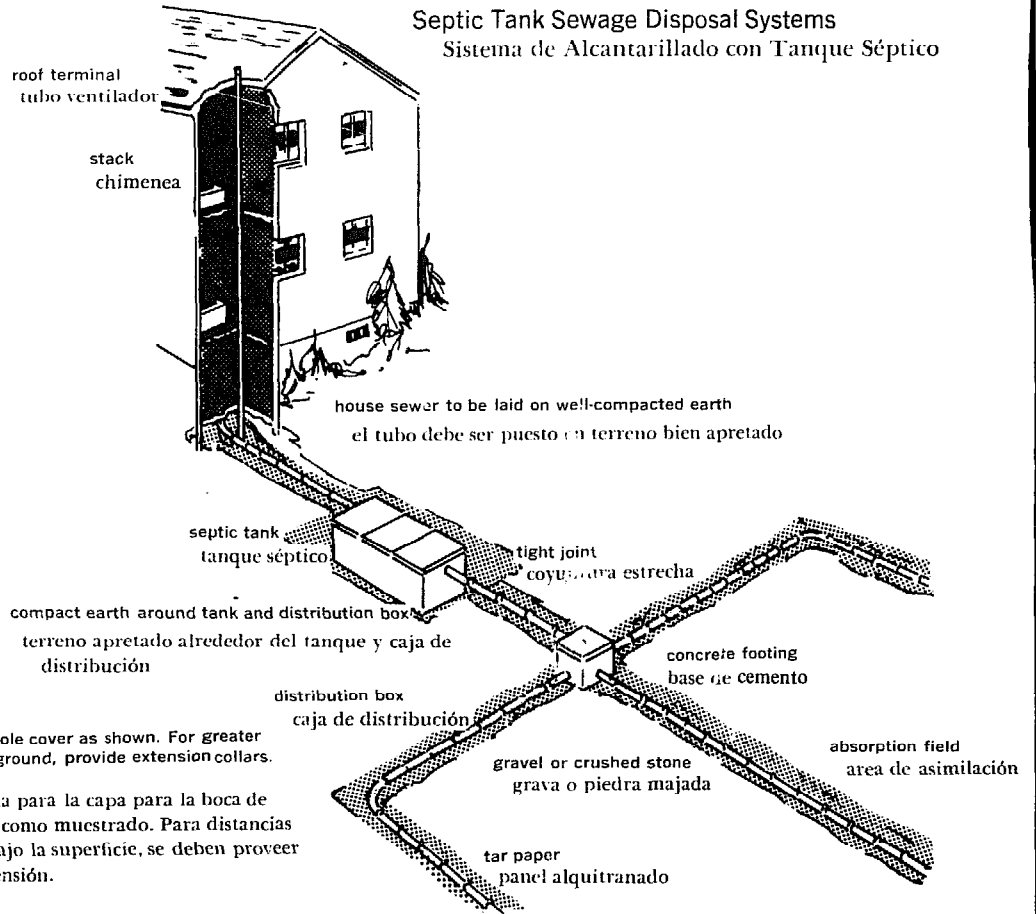 Septic Tank Sewage Disposal Systems
Sistema de Alcantarillado con Tanque Séptico
roof terminal
tubo ventilador
stack
chimenea
house sewer to be laid on well-compacted earth
el tubo debe ser puesto en terreno bien apretado
septic tank
tanque séptico
tight joint
estrecha
compact earth around tank and distribution box
terreno apretado alrededor del tanque y caja de
distribución
concrete footing
base de cemento
distribution box
caja de distribución
ole cover as shown. For greater
ground, provide extension collars.
a para la capa para la boca de
como muestrado. Para distancias
ajo la superficie, se deben proveer
ensión.
gravel or crushed stone
grava o piedra majada
absorption field
area de asimilación
tar paper
panel alquitranado